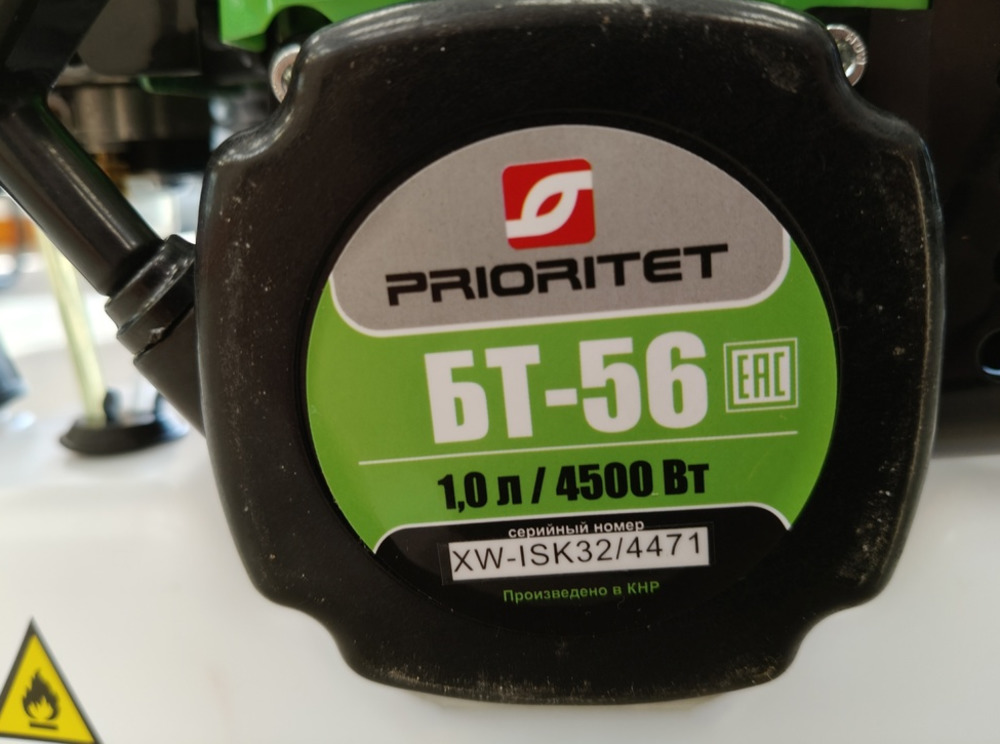 PRIORITET
БТ-56
EAC
1,0 л / 4500 Вт
серийный номер
XW-ISK32/4471
Произведено в КНР